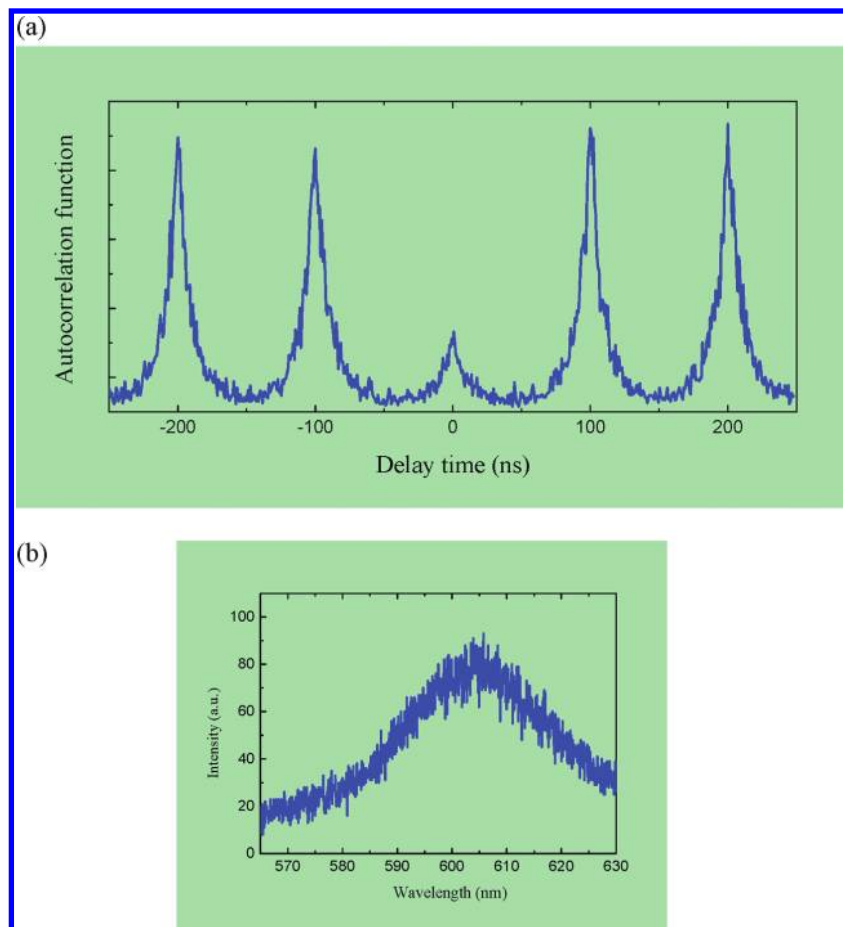 (a)
Autocorrelation function
-200 -100 0 100 200
Delay time (ns)
(b)
100
80
60
40
20
0
Intensity (a.u.)
570 580 590 600 610 620 630
Wavelength (nm)